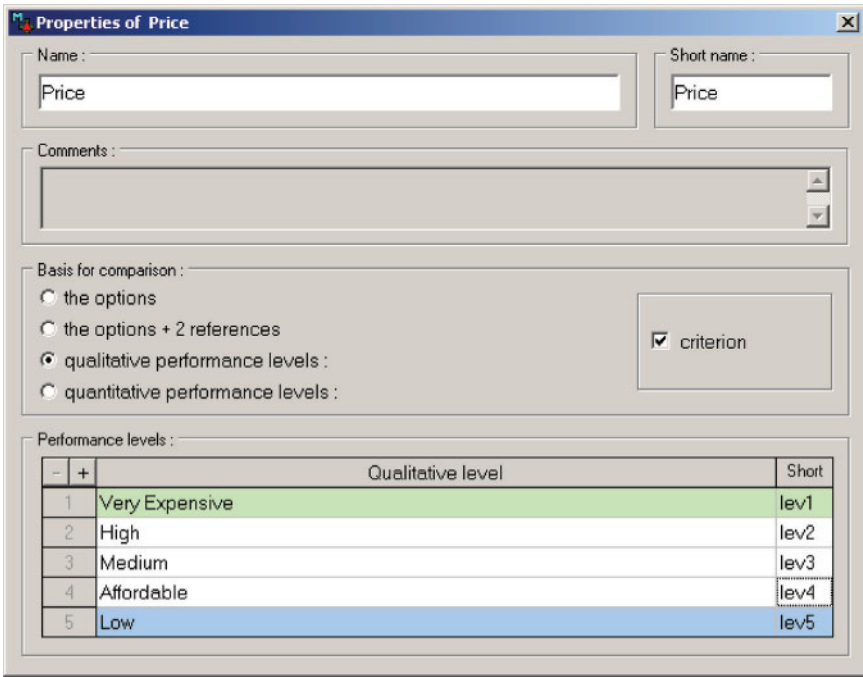 Properties of Price
Name :
Short name :
Price
Price
Comments :
Basis for comparison :
the options
the options + 2 references
qualitative performance levels :
quantitative performance levels :
criterion
Performance levels :
- + Qualitative level Short
1 Very Expensive lev1
2 High lev2
3 Medium lev3
4 Affordable lev4
5 Low lev5